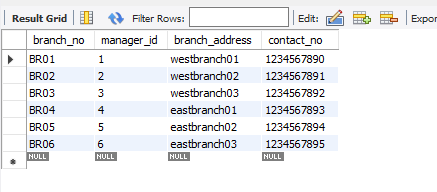 Result Grid Filter Rows: Edit: Expor
branch_no manager_id branch_address contact_no
BR01 1 westbranch01 1234567890
BR02 2 westbranch02 1234567891
BR03 3 westbranch03 1234567892
BR04 4 eastbranch01 1234567893
BR05 5 eastbranch02 1234567894
BR06 6 eastbranch03 1234567895
NULL NULL NULL NULL